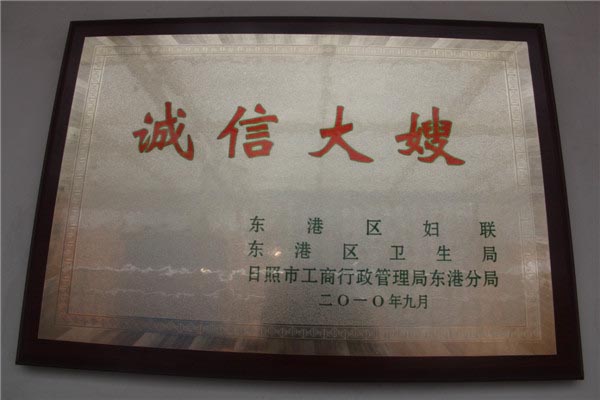 诚信大嫂
东港区妇联
东港区卫生局
日照市工商行政管理局东港分局
二〇一〇年九月